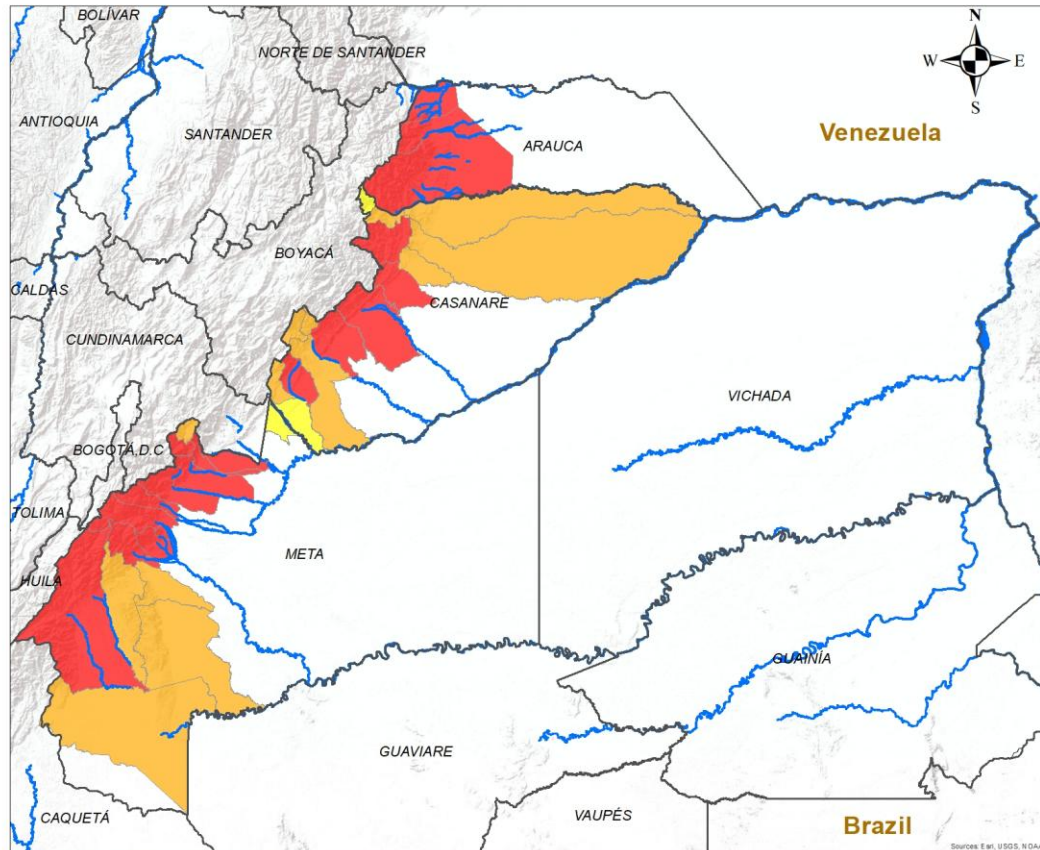 BOLÍVAR
NORTE DE SANTANDER
N
W
E
S
ANTIOQUIA
SANTANDER
ARAUCA
Venezuela
BOYACÁ
CALDAS
CASANARE
CUNDINAMARCA
VICHADA
BOGOTÁ,D.C
TOLIMA
META
HUILA
GUAINÍA
GUAVIARE
CAQUETÁ
VAUPÉS
Brazil
Sources: Esri, USGS, NOAA